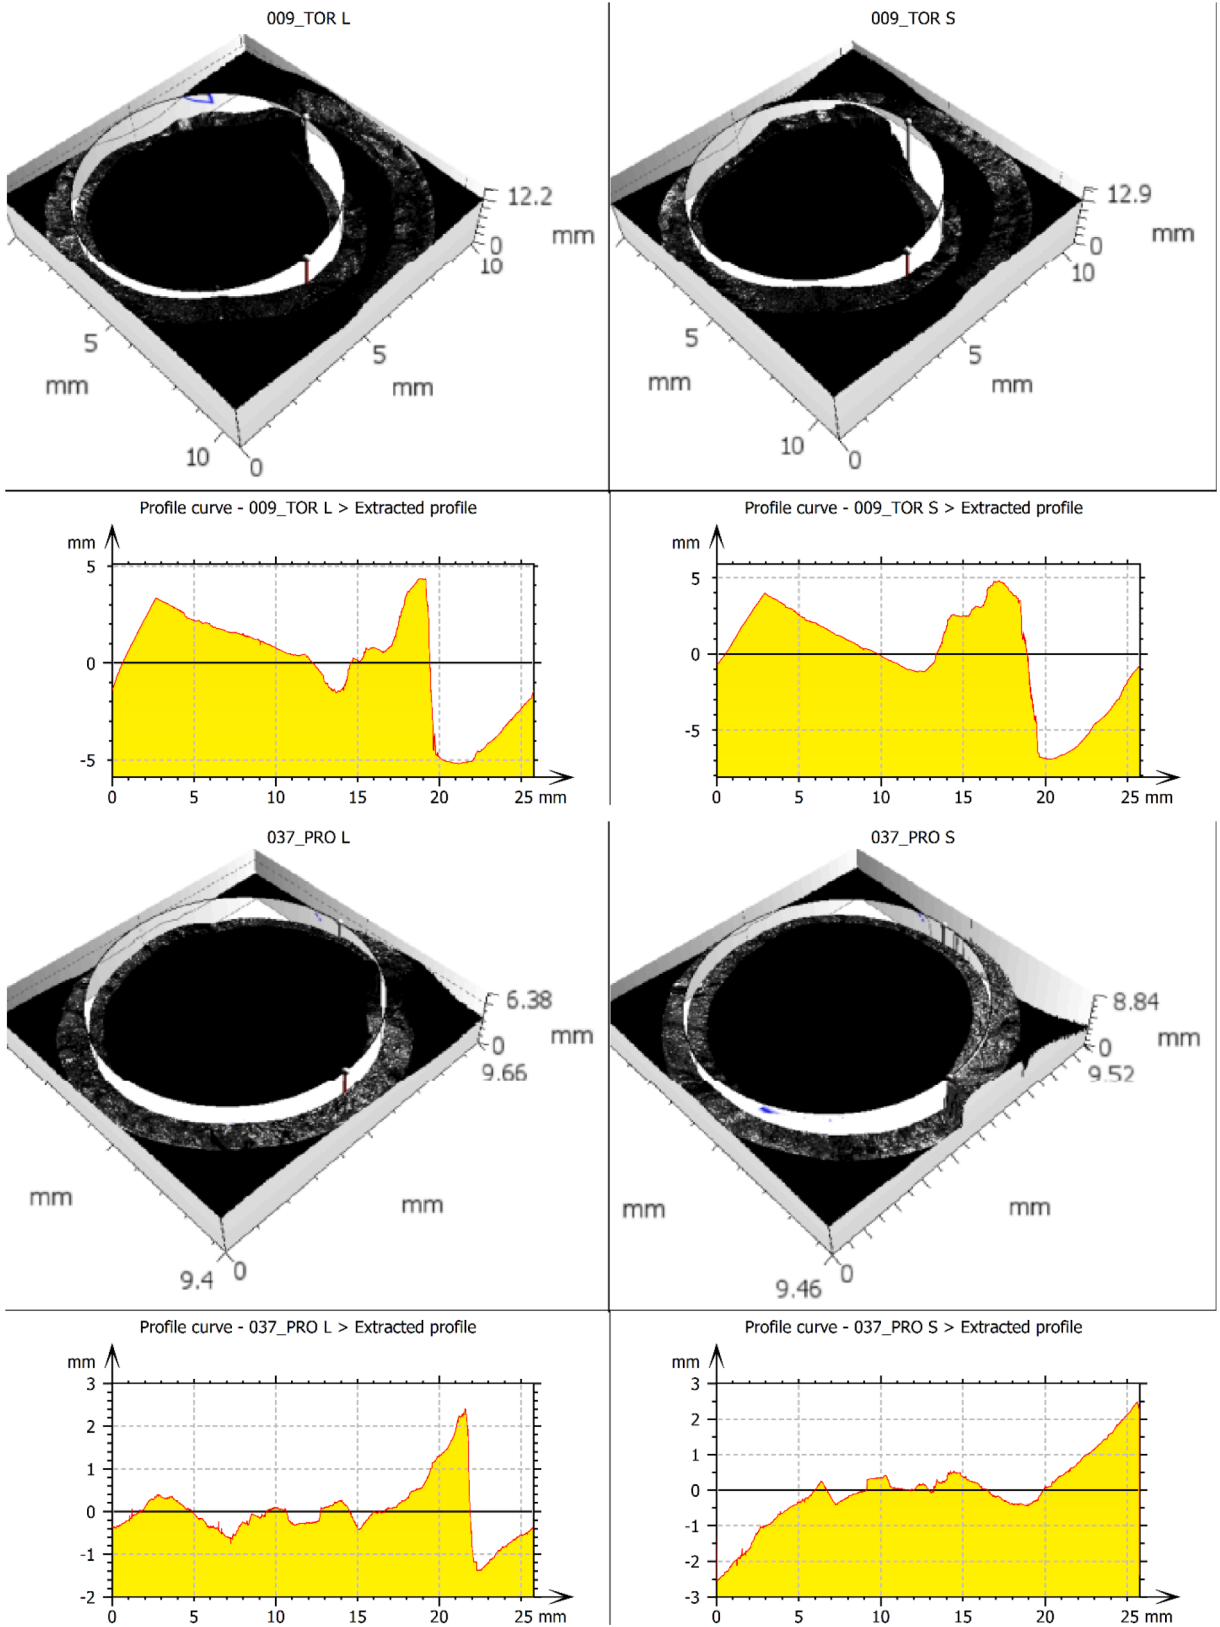 009_TOR L
12.2
mm
0
10
5
5
mm
mm
10
0
009_TOR S
12.9
mm
0
10
5
5
mm
mm
10
0
Profile curve - 009_TOR L > Extracted profile
mm
5
0
-5
0 5 10 15 20 25 mm
Profile curve - 009_TOR S > Extracted profile
mm
5
0
-5
0 5 10 15 20 25 mm
037_PRO L
6.38
mm
0
9.66
mm
mm
9.4 0
037_PRO S
8.84
mm
0
9.52
mm
mm
9.46 0
Profile curve - 037_PRO L > Extracted profile
mm
3
2
1
0
-1
-2
0 5 10 15 20 25 mm
Profile curve - 037_PRO S > Extracted profile
mm
3
2
1
0
-1
-2
-3
0 5 10 15 20 25 mm